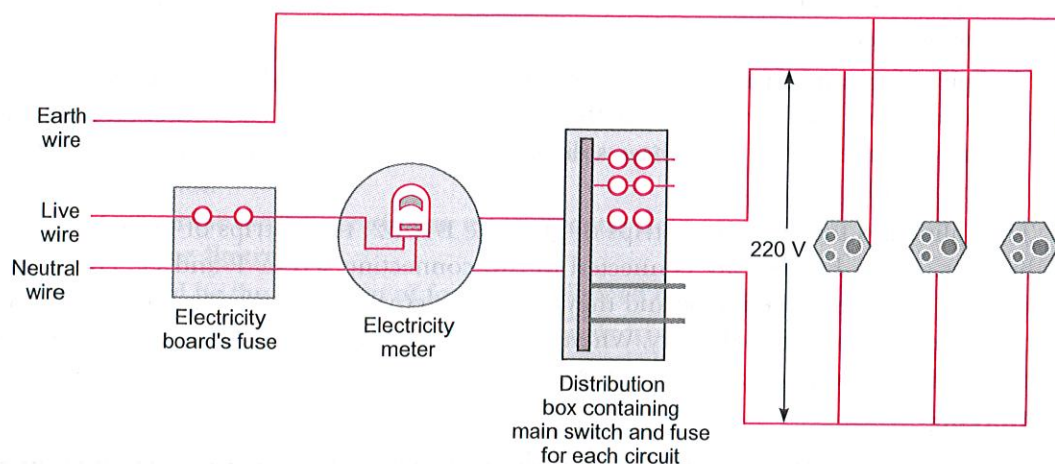 Earth
wire
Live
wire
Neutral
wire
Electricity
board's fuse
Electricity
meter
Distribution
box containing
main switch and fuse
for each circuit
220 V